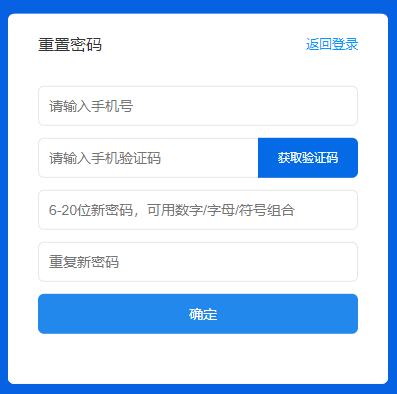 重置密码
返回登录
请输入手机号
请输入手机验证码
获取验证码
6-20位新密码，可用数字/字母/符号组合
重复新密码
确定